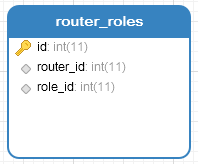 router_roles
id: int(11)
router_id: int(11)
role_id: int(11)